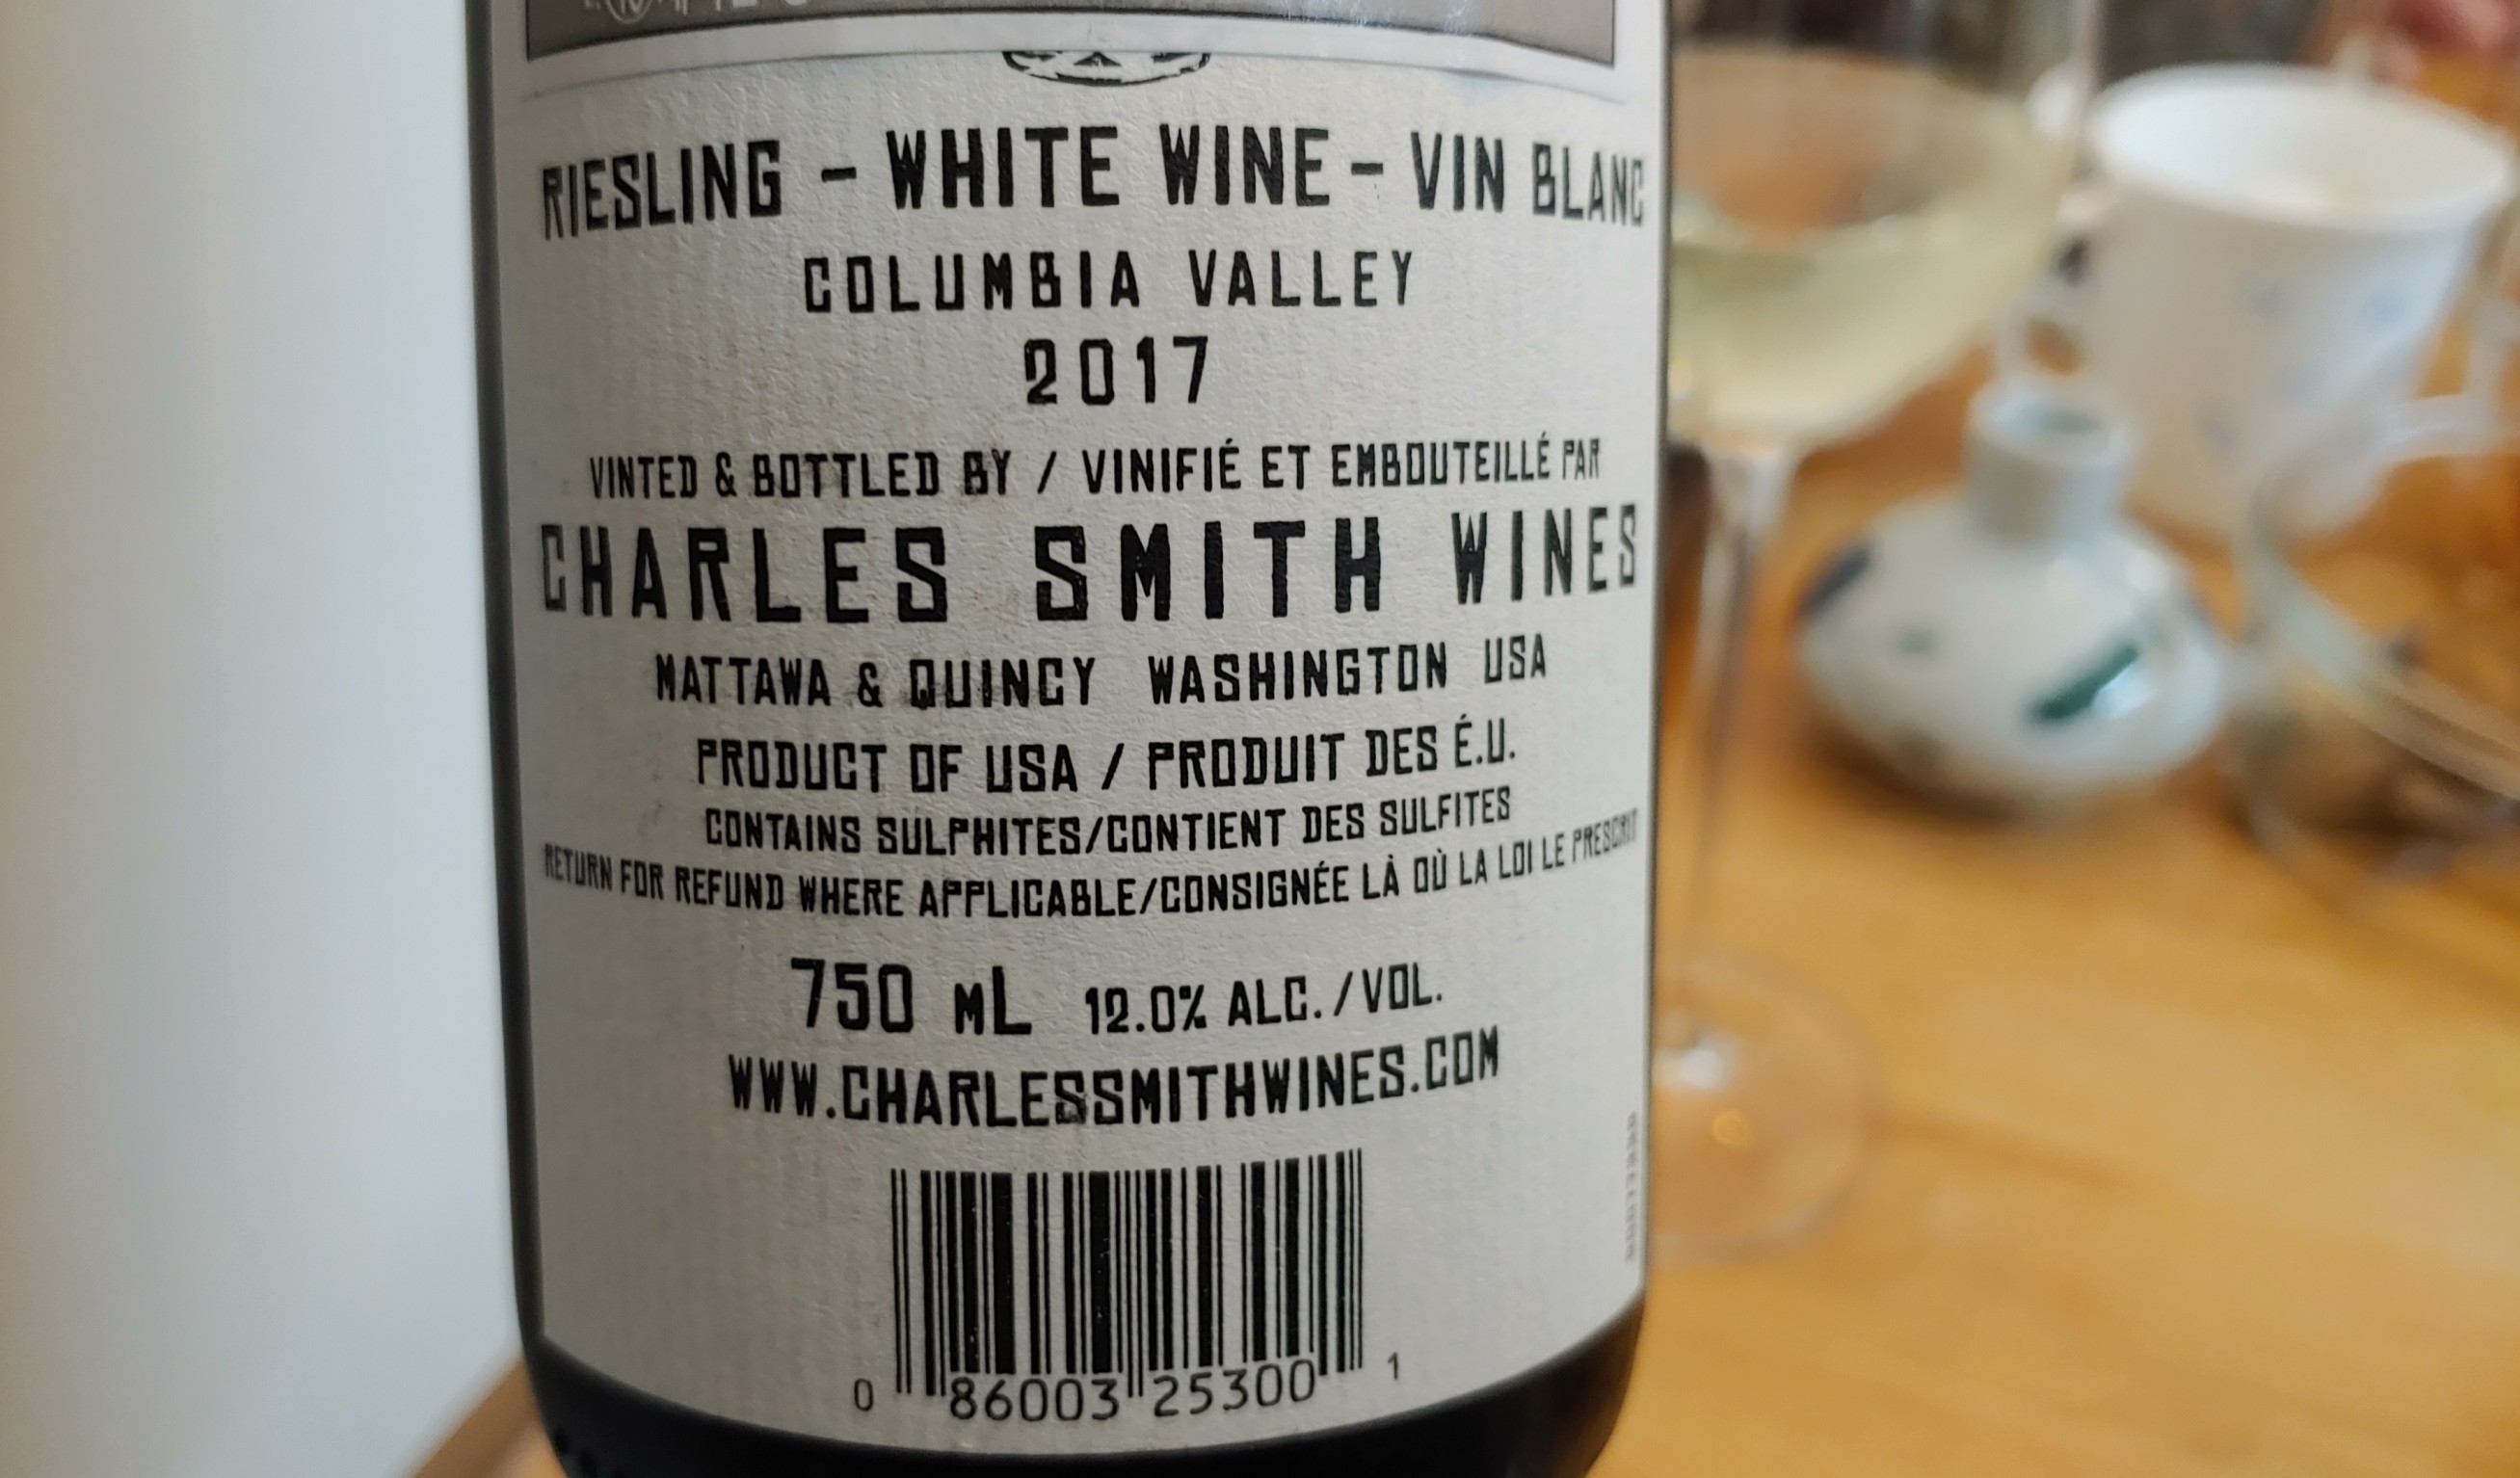 RIESLING - WHITE WINE - VIN BLANC
COLUMBIA VALLEY
2017
VINTED & BOTTLED BY / VINIFIÉ ET EMBOUTEILLÉ PAR
CHARLES SMITH WINES
MATTAWA & QUINCY WASHINGTON USA
PRODUCT OF USA / PRODUIT DES É.U.
CONTAINS SULPHITES/CONTIENT DES SULFITES
RETURN FOR REFUND WHERE APPLICABLE/CONSIGNÉE LÀ OÙ LA LOI LE PRESCRIT
750 mL 12.0% ALC./VOL.
WWW.CHARLESSMITHWINES.COM
0 86003 25300 1